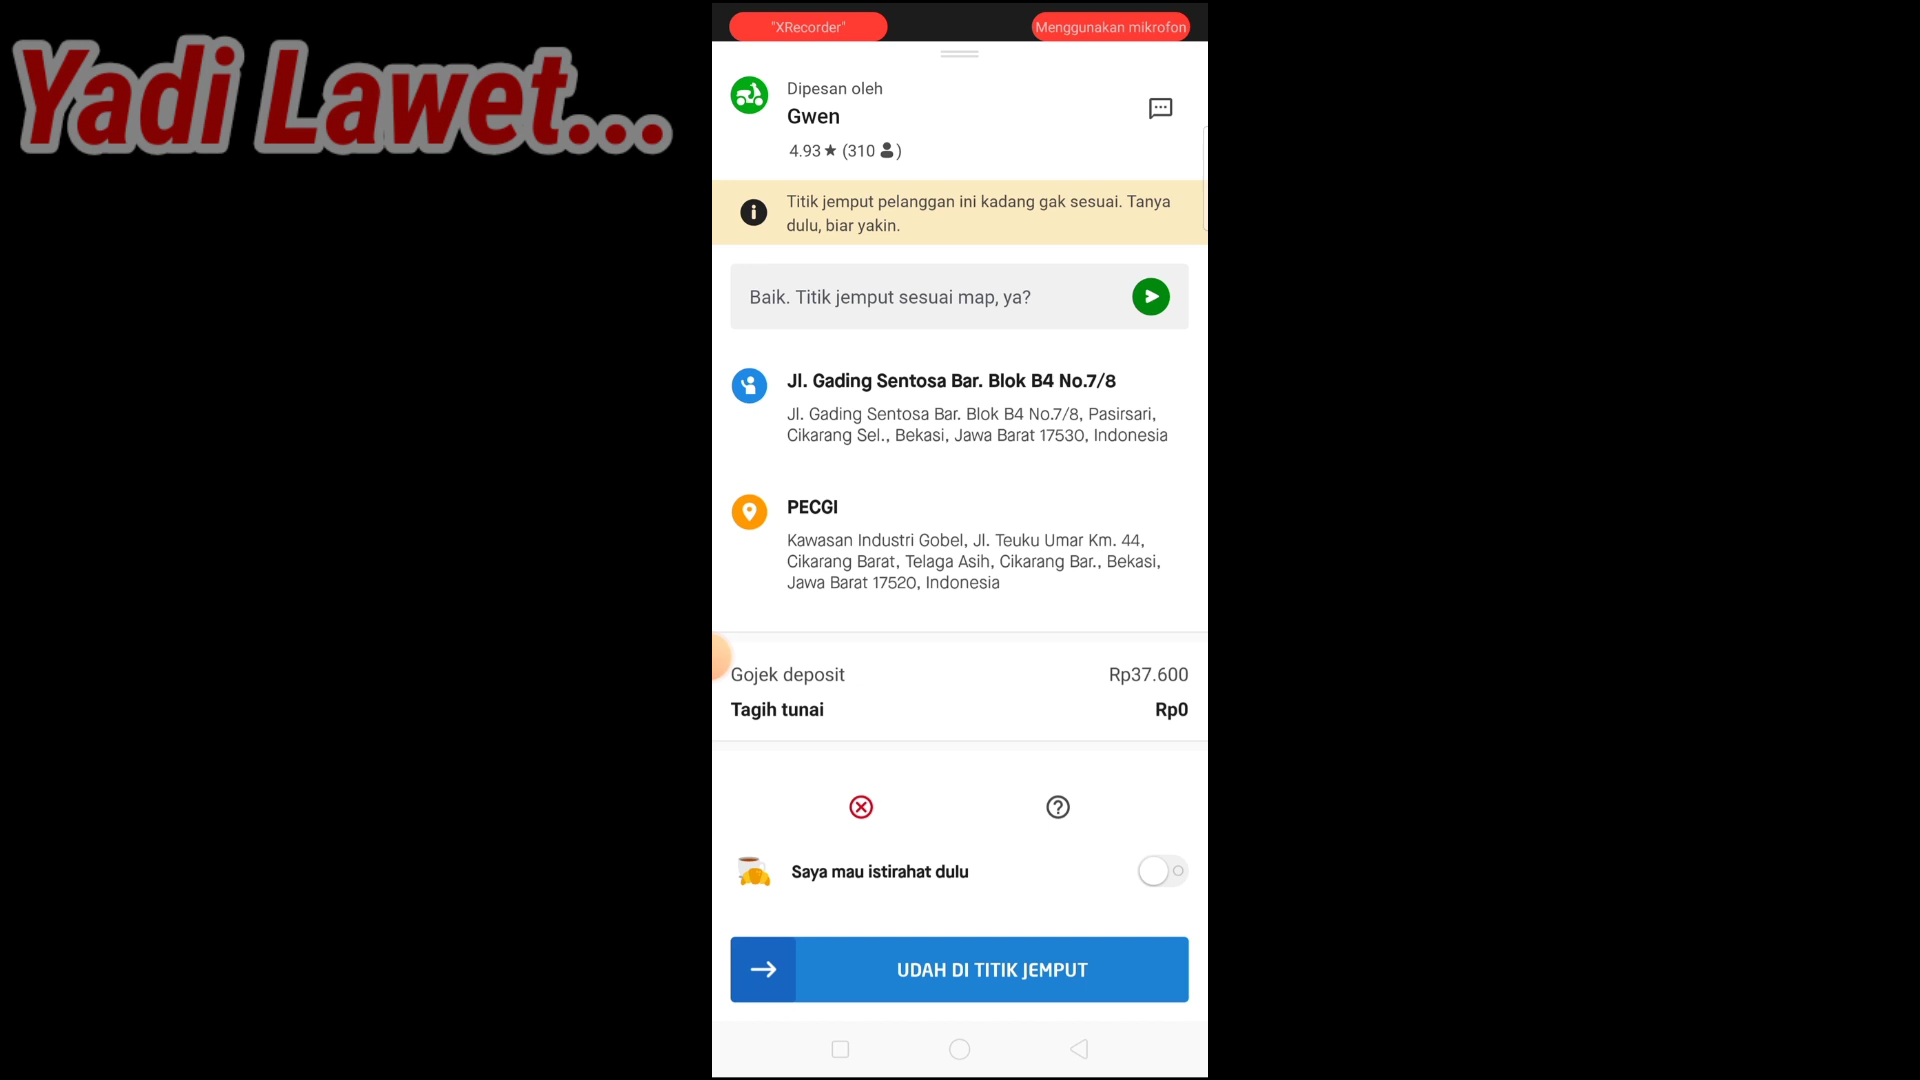 Yadi Lawet...
"XRecorder"
Menggunakan mikrofon
Dipesan oleh
Gwen
4.93★ (310 )
Titik jemput pelanggan ini kadang gak sesuai. Tanya
dulu, biar yakin.
Baik. Titik jemput sesuai map, ya?
Jl. Gading Sentosa Bar. Blok B4 No.7/8
Jl. Gading Sentosa Bar. Blok B4 No.7/8, Pasirsari,
Cikarang Sel., Bekasi, Jawa Barat 17530, Indonesia
PECGI
Kawasan Industri Gobel, Jl. Teuku Umar Km. 44,
Cikarang Barat, Telaga Asih, Cikarang Bar., Bekasi,
Jawa Barat 17520, Indonesia
Gojek deposit Rp37.600
Tagih tunai Rp0
Saya mau istirahat dulu
UDAH DI TITIK JEMPUT